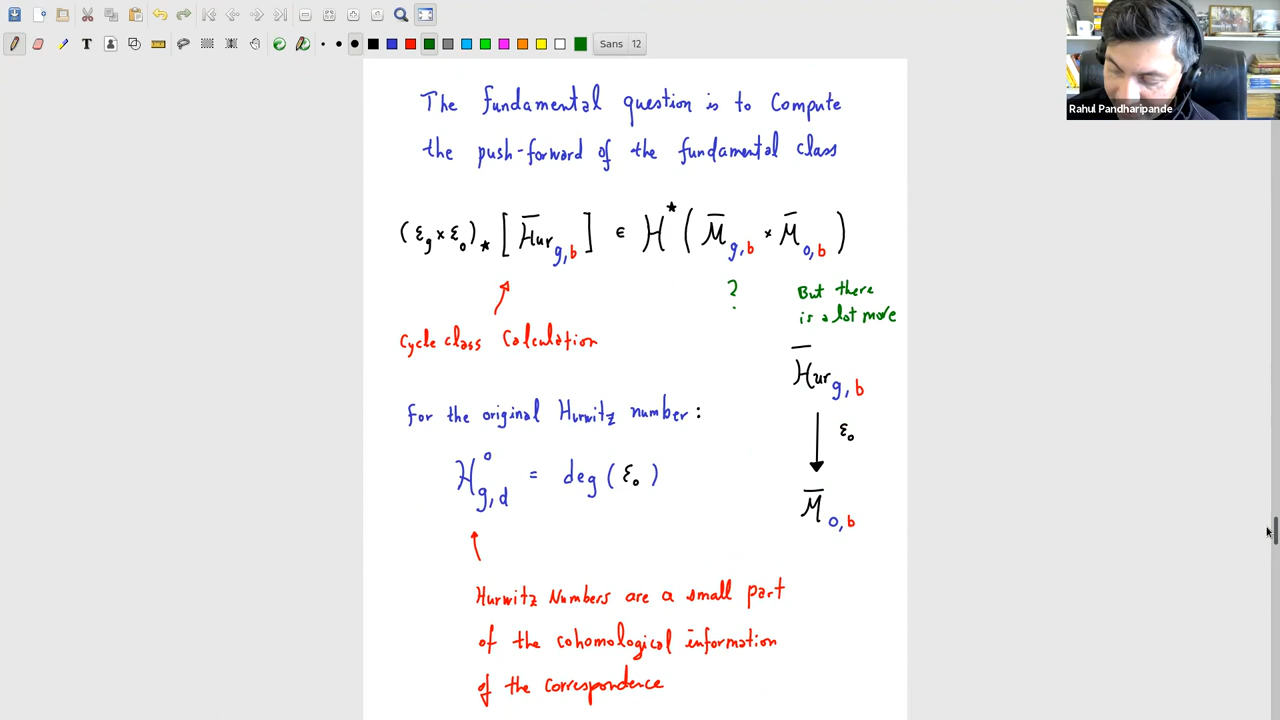 Sans 12
Rahul Pandharipande
The fundamental question is to compute
the push-forward of the fundamental class
(ε_g × ε_0)_* [ H̅ur_{g,b} ] ∈ H^* ( M̅_{g,b} × M̅_{0,b} )
?
But there
is a lot more
Cycle class Calculation
H̅ur_{g,b}
ε_0
M̅_{0,b}
For the original Hurwitz number:
H^0_{g,d} = deg ( ε_0 )
Hurwitz Numbers are a small part
of the cohomological information
of the correspondence